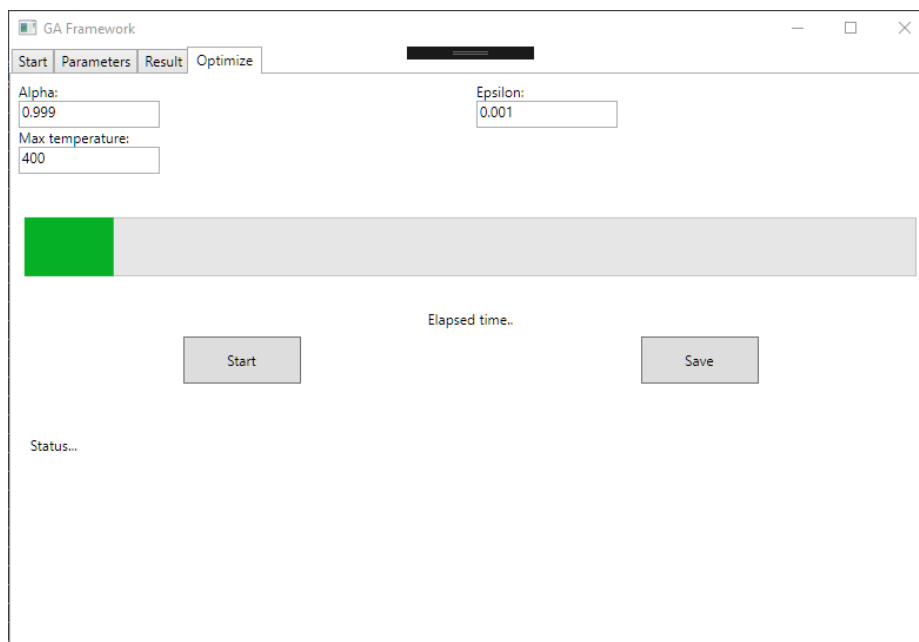 GA Framework
Start Parameters Result Optimize
Alpha: Epsilon:
0.999 0.001
Max temperature:
400
Elapsed time..
Start Save
Status...